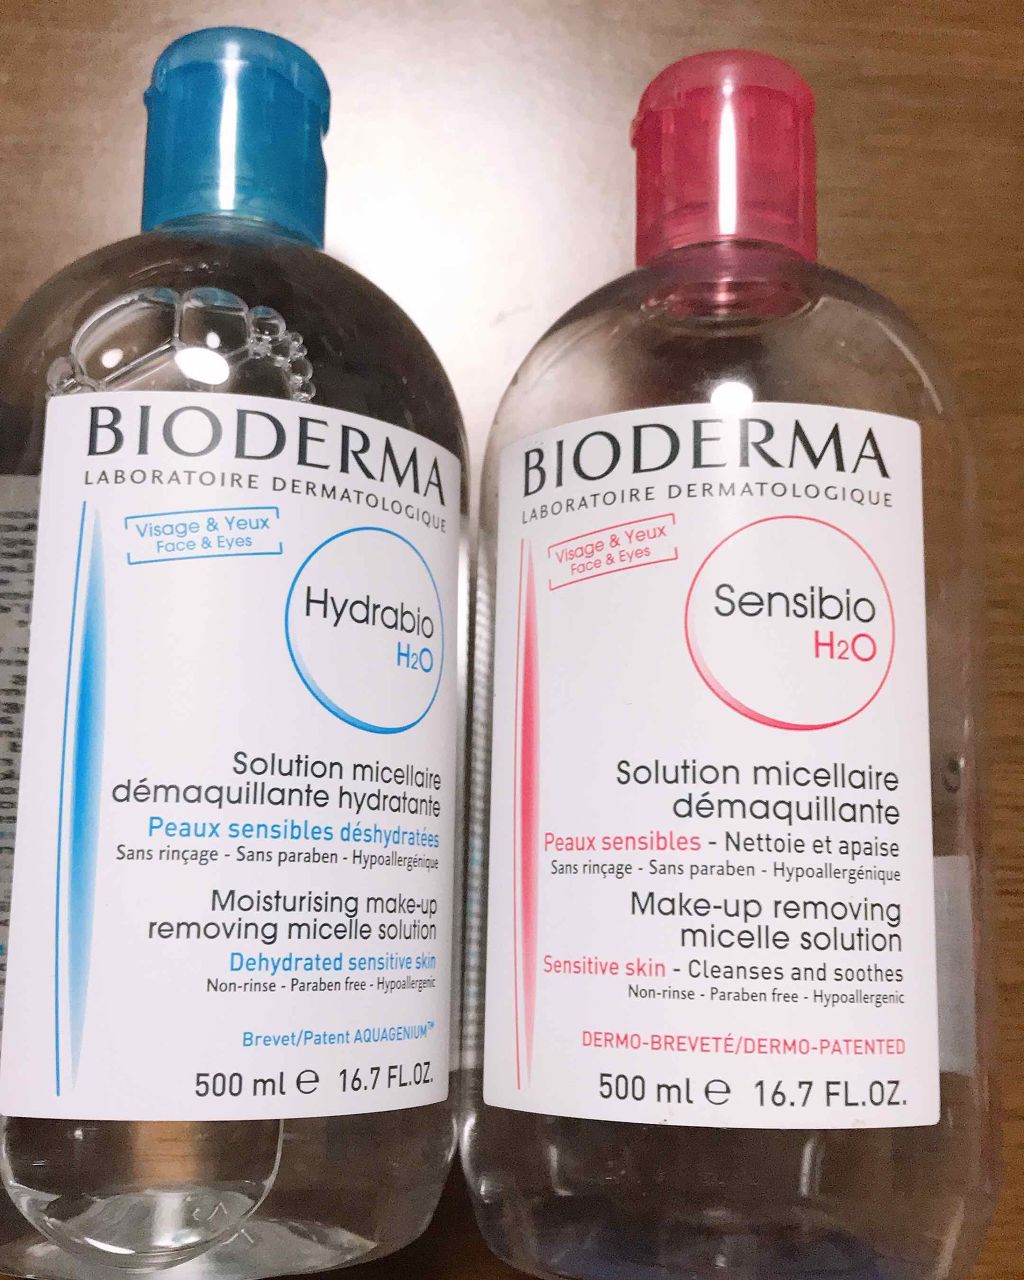 BIODERMA
LABORATOIRE DERMATOLOGIQUE
Visage & Yeux
Face & Eyes
Hydrabio
H2O
Solution micellaire
démaquillante hydratante
Peaux sensibles déshydratées
Sans rinçage - Sans paraben - Hypoallergénique
Moisturising make-up
removing micelle solution
Dehydrated sensitive skin
Non-rinse - Paraben free - Hypoallergenic
Brevet/Patent AQUAGENIUM™
500 ml ℮ 16.7 FL.OZ.
BIODERMA
LABORATOIRE DERMATOLOGIQUE
Visage & Yeux
Face & Eyes
Sensibio
H2O
Solution micellaire
démaquillante
Peaux sensibles - Nettoie et apaise
Sans rinçage - Sans paraben - Hypoallergénique
Make-up removing
micelle solution
Sensitive skin - Cleanses and soothes
Non-rinse - Paraben free - Hypoallergenic
DERMO-BREVETÉ/DERMO-PATENTED
500 ml ℮ 16.7 FL.OZ.